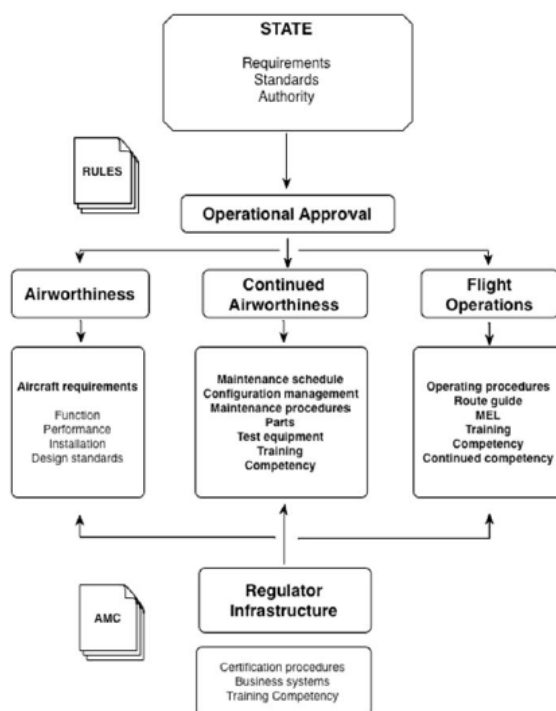 STATE
Requirements
Standards
Authority
RULES
Operational Approval
Airworthiness
Continued
Airworthiness
Flight
Operations
Aircraft requirements
Function
Performance
Installation
Design standards
Maintenance schedule
Configuration management
Maintenance procedures
Parts
Test equipment
Training
Competency
Operating procedures
Route guide
MEL
Training
Competency
Continued competency
AMC
Regulator
Infrastructure
Certification procedures
Business systems
Training Competency